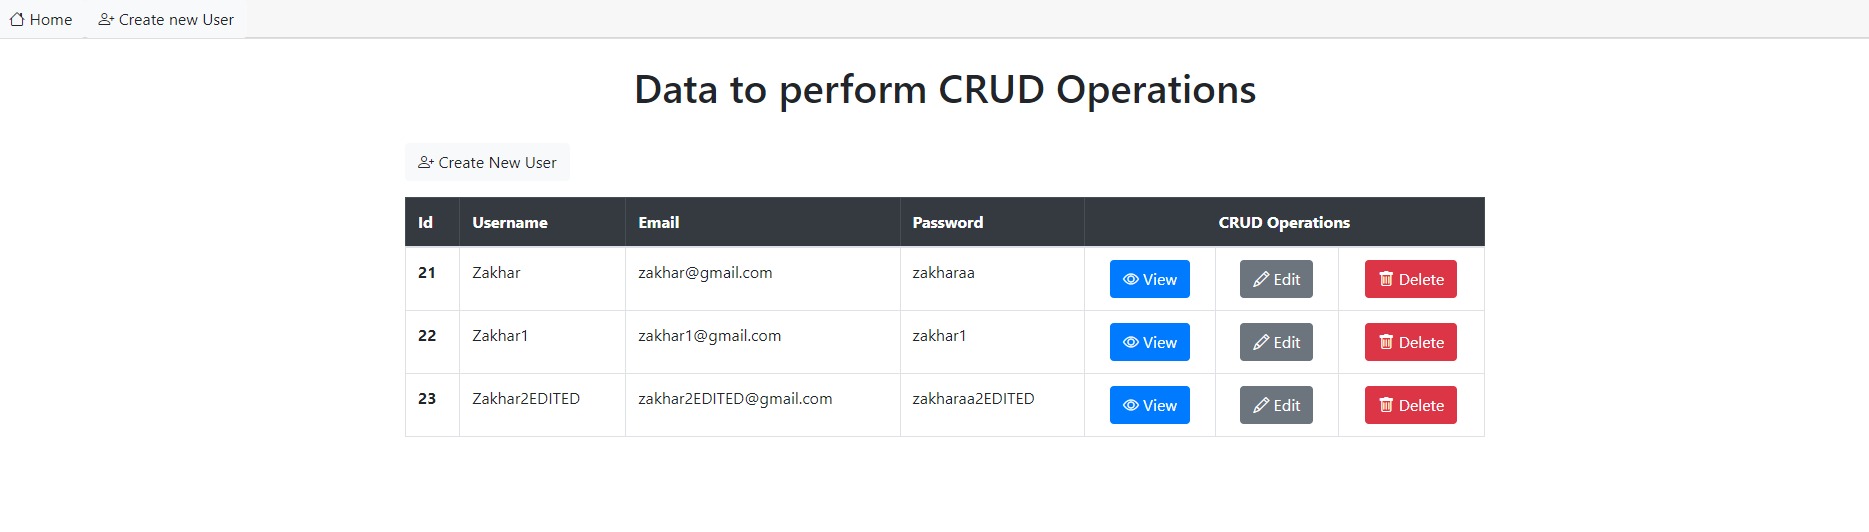 Home Create new User
Data to perform CRUD Operations
Create New User
Id Username Email Password CRUD Operations
21 Zakhar zakhar@gmail.com zakharaa View Edit Delete
22 Zakhar1 zakhar1@gmail.com zakhar1 View Edit Delete
23 Zakhar2EDITED zakhar2EDITED@gmail.com zakharaa2EDITED View Edit Delete